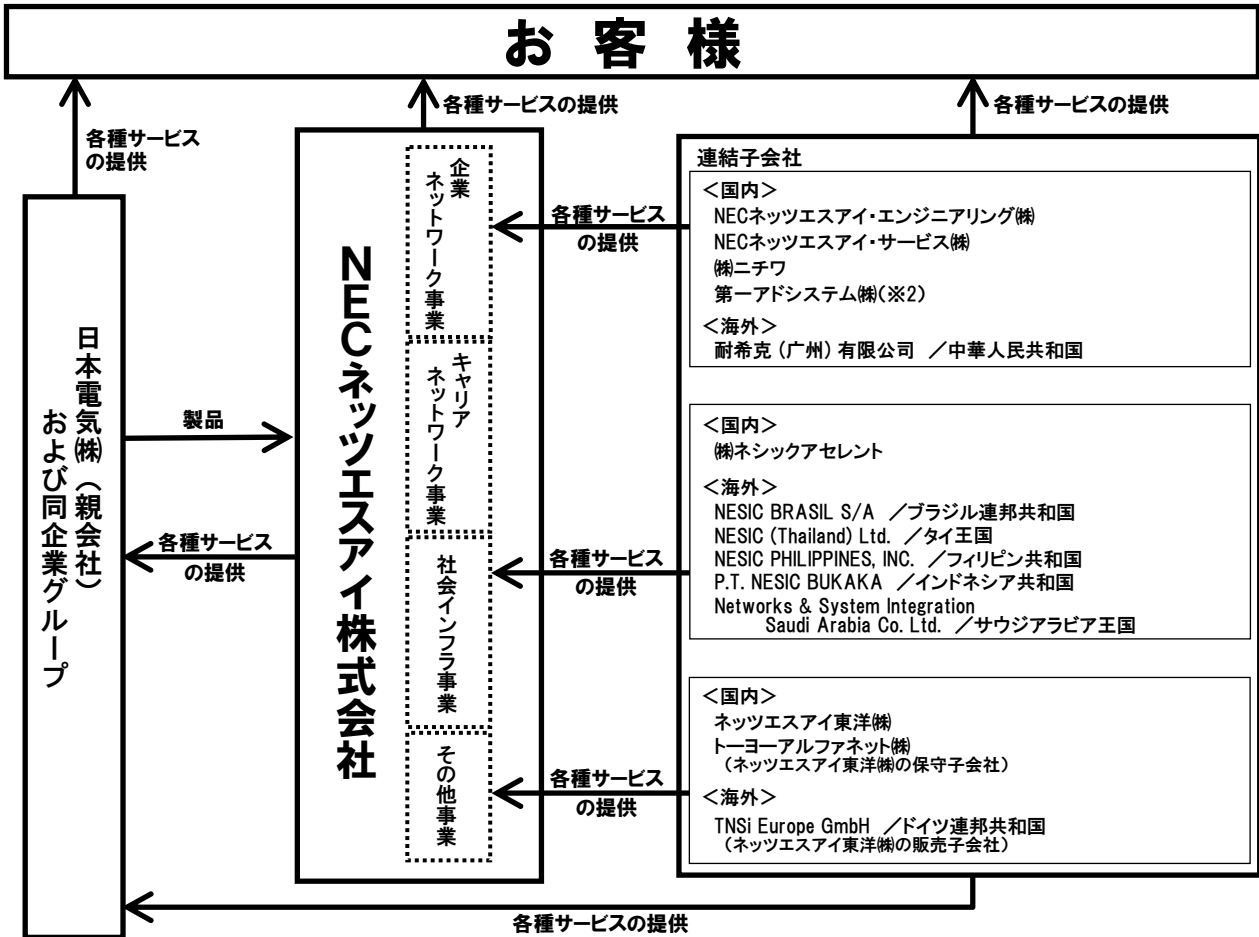 お客様
各種サービス
の提供
各種サービスの提供
各種サービスの提供
日本電気㈱（親会社）
および同企業グループ
製品
各種サービス
の提供
NECネッツエスアイ株式会社
企業
ネットワーク事業
キャリア
ネットワーク事業
社会インフラ事業
その他事業
各種サービス
の提供
各種サービス
の提供
各種サービス
の提供
連結子会社
＜国内＞
NECネッツエスアイ・エンジニアリング㈱
NECネッツエスアイ・サービス㈱
㈱ニチワ
第一アドシステム㈱(※2)
＜海外＞
耐希克（广州）有限公司 ／中華人民共和国
＜国内＞
㈱ネシックアセレント
＜海外＞
NESIC BRASIL S/A ／ブラジル連邦共和国
NESIC (Thailand) Ltd. ／タイ王国
NESIC PHILIPPINES, INC. ／フィリピン共和国
P.T. NESIC BUKAKA ／インドネシア共和国
Networks & System Integration
Saudi Arabia Co. Ltd. ／サウジアラビア王国
＜国内＞
ネッツエスアイ東洋㈱
トーヨーアルファネット㈱
（ネッツエスアイ東洋㈱の保守子会社）
＜海外＞
TNSi Europe GmbH ／ドイツ連邦共和国
（ネッツエスアイ東洋㈱の販売子会社）
各種サービスの提供